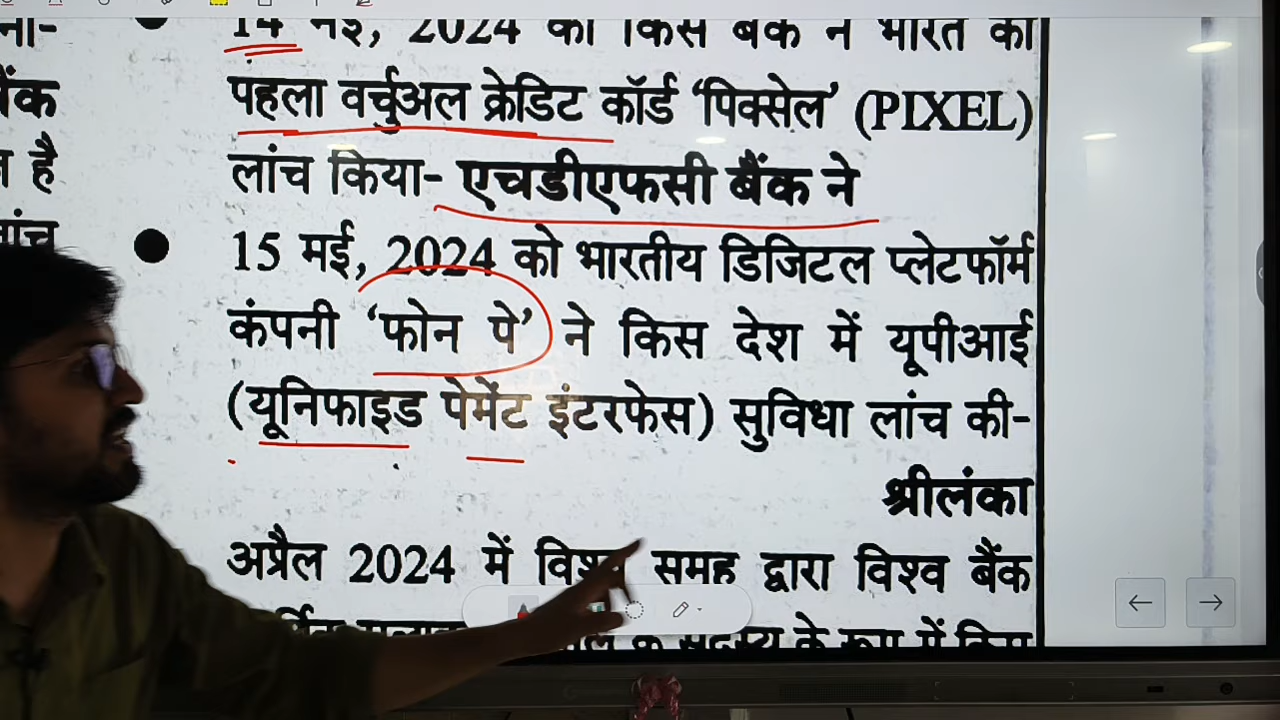 14 मई, 2024 को किस बैंक ने भारत का
पहला वर्चुअल क्रेडिट कॉर्ड ‘पिक्सेल’ (PIXEL)
लांच किया- एचडीएफसी बैंक ने
15 मई, 2024 को भारतीय डिजिटल प्लेटफॉर्म
कंपनी ‘फोन पे’ ने किस देश में यूपीआई
(यूनिफाइड पेमेंट इंटरफेस) सुविधा लांच की-
श्रीलंका
अप्रैल 2024 में विश्व समूह द्वारा विश्व बैंक
के सदस्य के रूप में किस
है